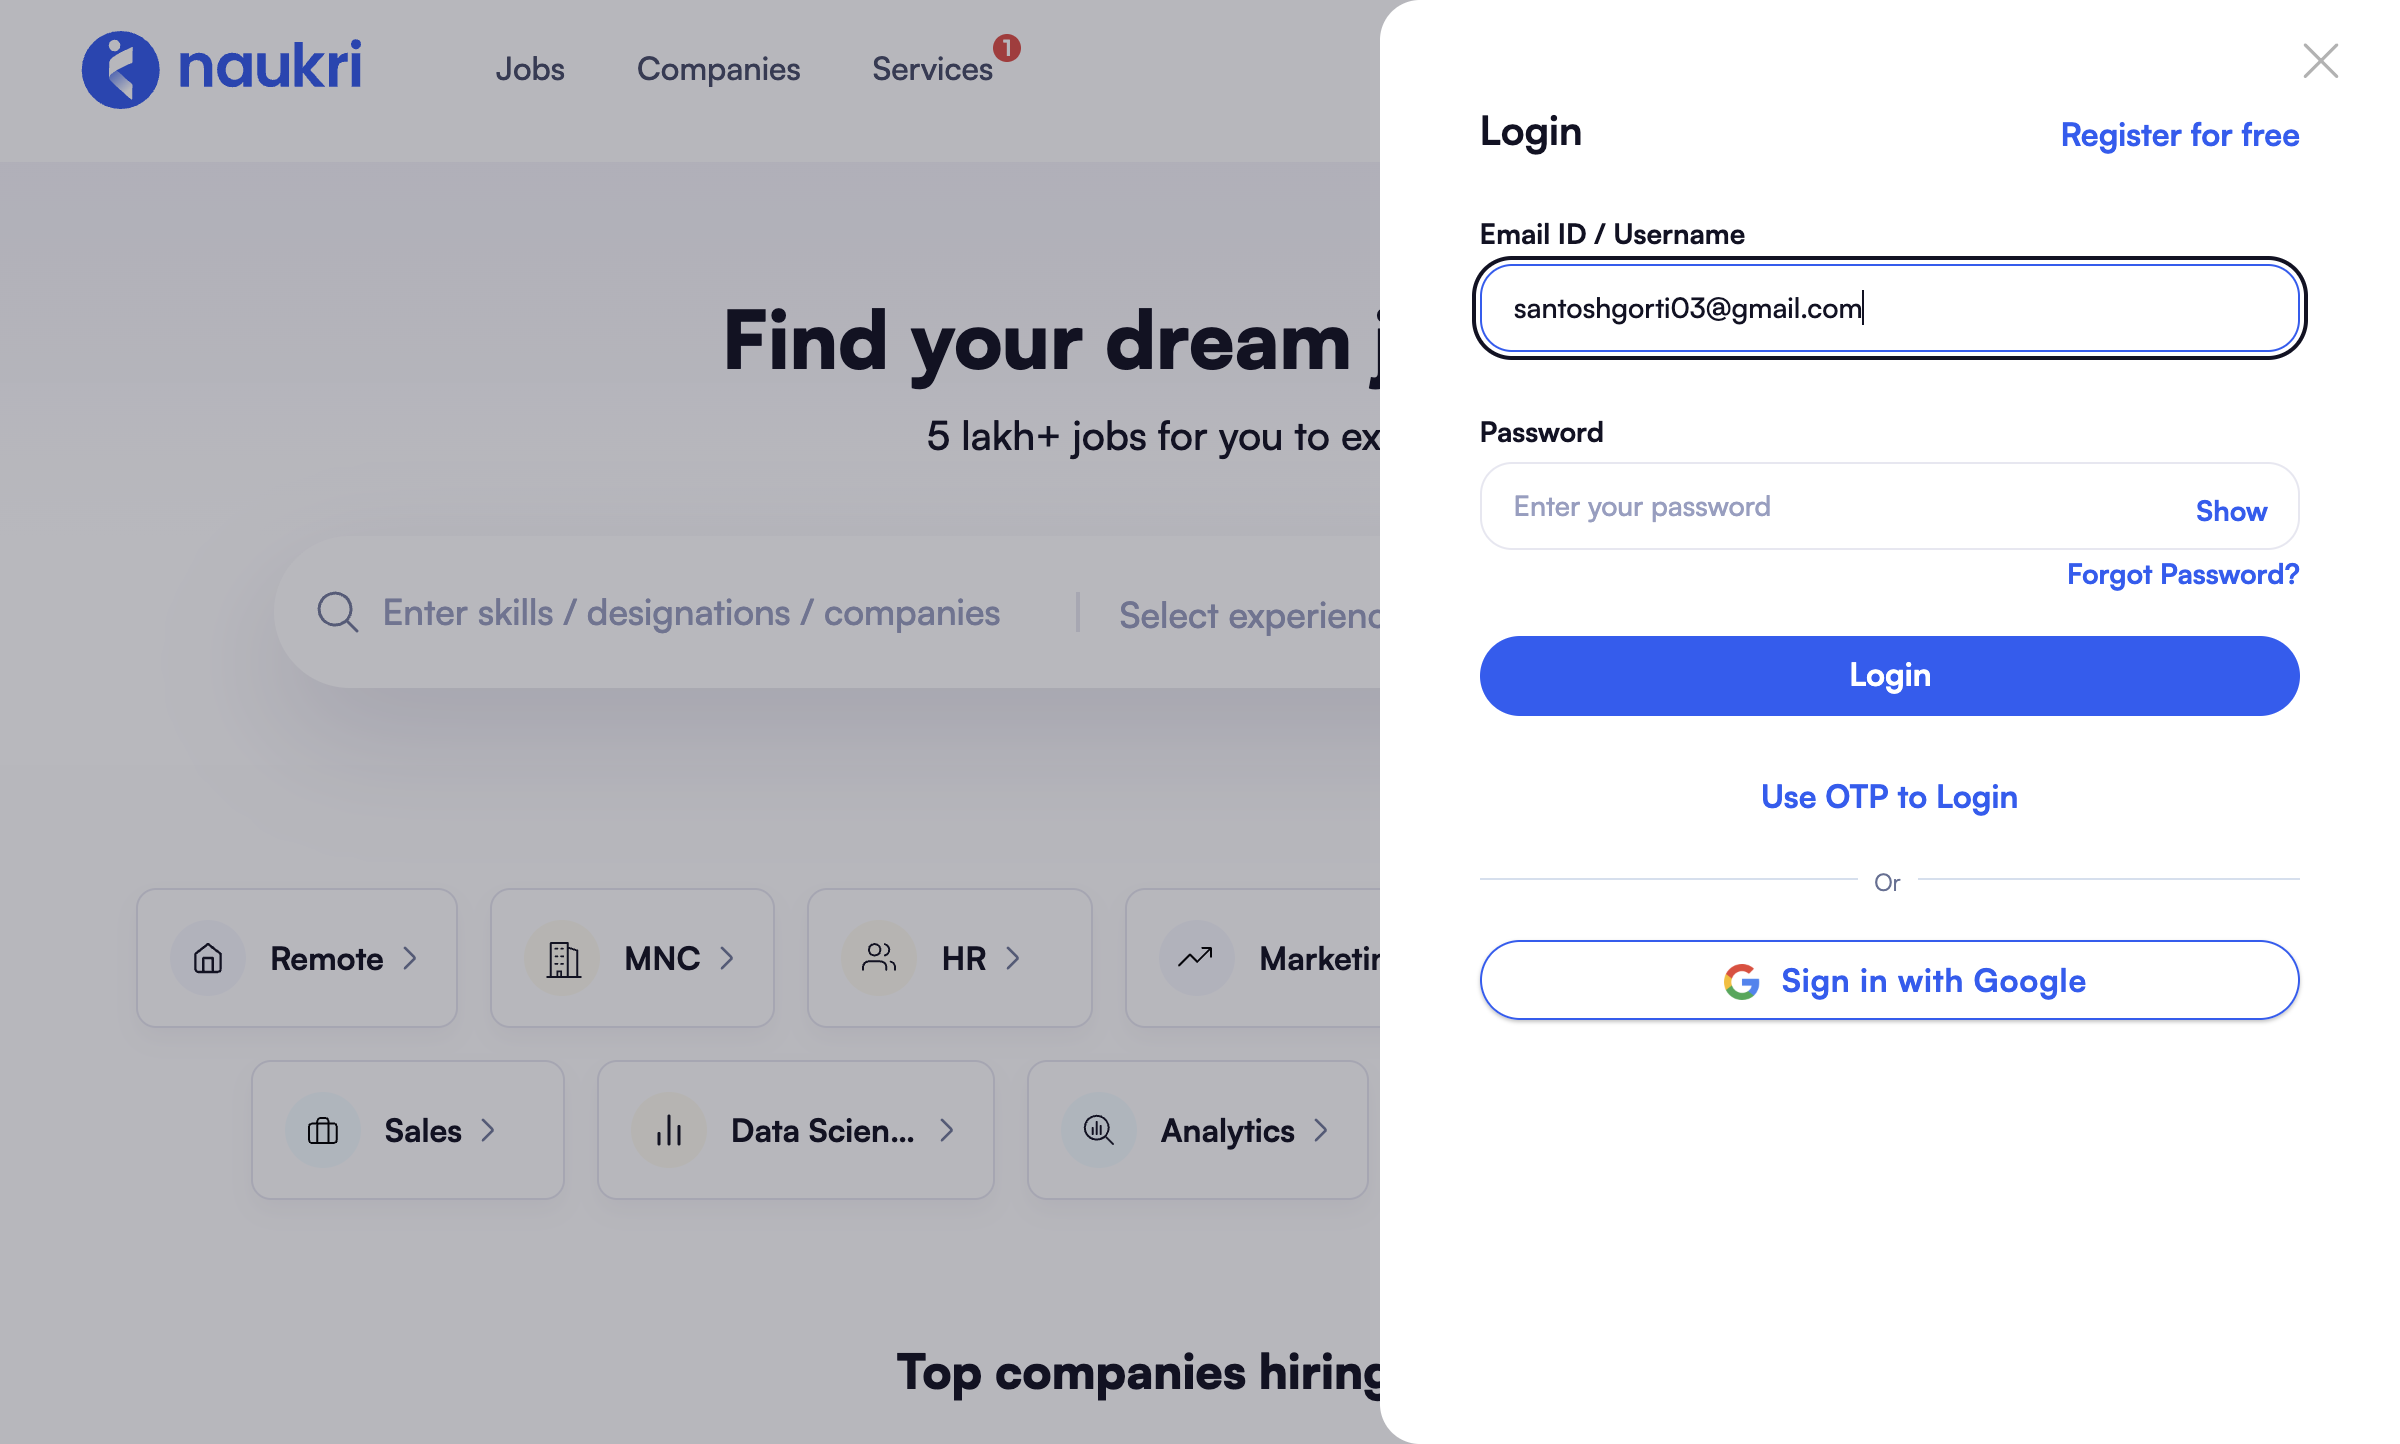 naukri
Jobs
Companies
Services
1
Find your dream j
5 lakh+ jobs for you to ex
Enter skills / designations / companies
Select experienc
Remote
MNC
HR
Marketin
Sales
Data Scien...
Analytics
Top companies hiring
Login
Register for free
Email ID / Username
santoshgorti03@gmail.com
Password
Enter your password
Show
Forgot Password?
Login
Use OTP to Login
Or
Sign in with Google